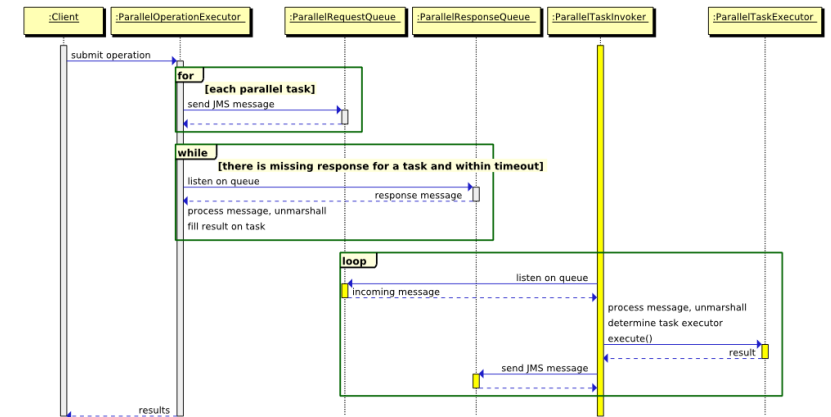 :Client :ParallelOperationExecutor :ParallelRequestQueue :ParallelResponseQueue :ParallelTaskInvoker :ParallelTaskExecutor
submit operation
for
[each parallel task]
send JMS message
while
[there is missing response for a task and within timeout]
listen on queue
response message
process message, unmarshall
fill result on task
loop
listen on queue
incoming message
process message, unmarshall
determine task executor
execute()
result
send JMS message
results